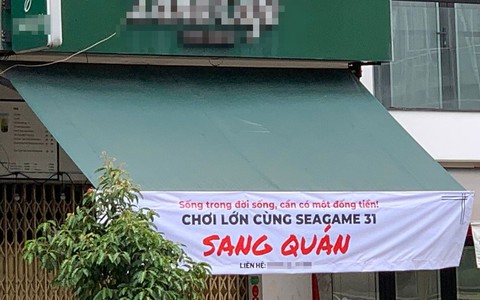 Sống trong đời sống, cần có một đồng tiền!
CHƠI LỚN CÙNG SEAGAME 31
SANG QUÁN
LIÊN HỆ: